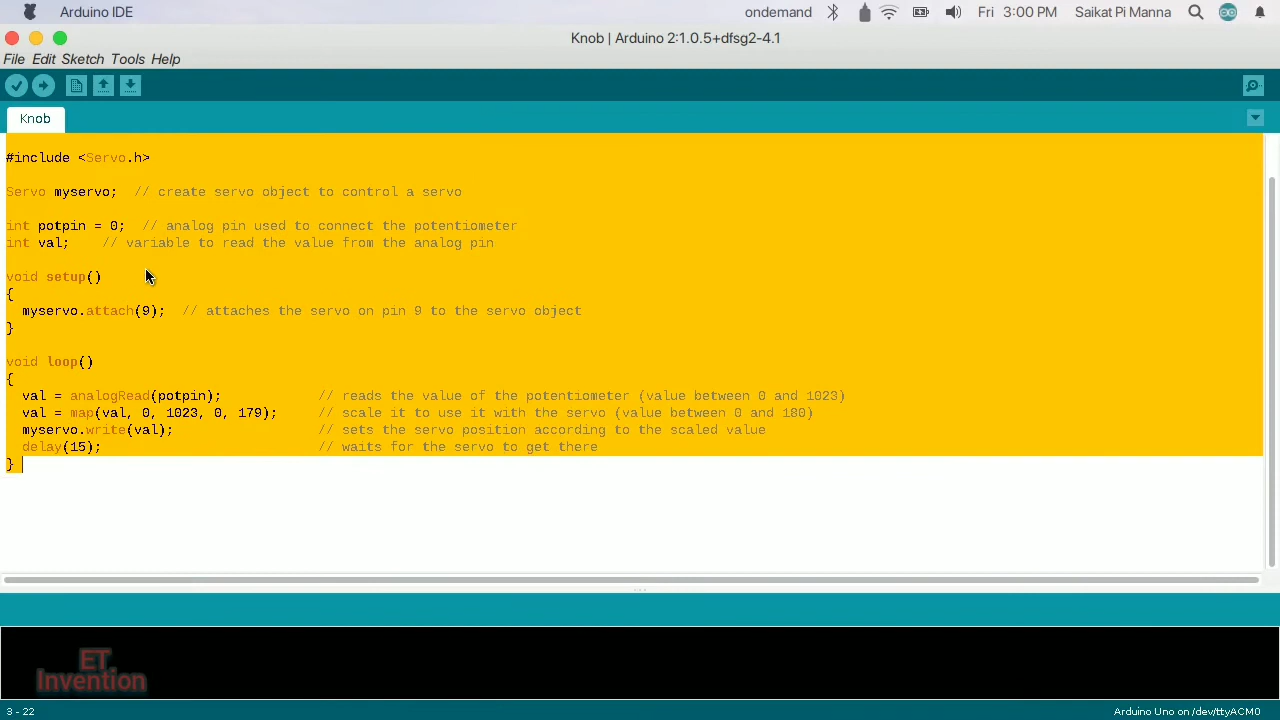 Arduino IDE
ondemand Fri 3:00 PM Saikat Pi Manna
Knob | Arduino 2:1.0.5+dfsg2-4.1
File Edit Sketch Tools Help
Knob
#include <Servo.h>
Servo myservo;  // create servo object to control a servo
int potpin = 0;  // analog pin used to connect the potentiometer
int val;    // variable to read the value from the analog pin
void setup()
{
  myservo.attach(9);  // attaches the servo on pin 9 to the servo object
}
void loop()
{
  val = analogRead(potpin);            // reads the value of the potentiometer (value between 0 and 1023)
  val = map(val, 0, 1023, 0, 179);     // scale it to use it with the servo (value between 0 and 180)
  myservo.write(val);                  // sets the servo position according to the scaled value
  delay(15);                           // waits for the servo to get there
}
ET
Invention
3 - 22
Arduino Uno on /dev/ttyACM0